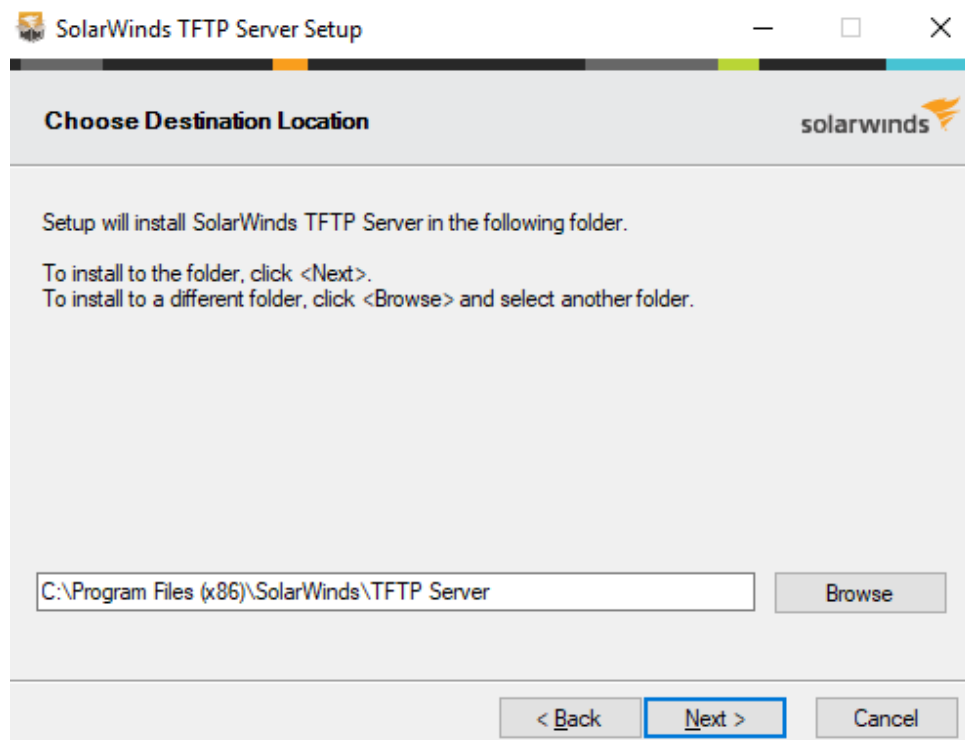 SolarWinds TFTP Server Setup
Choose Destination Location
solarwinds
Setup will install SolarWinds TFTP Server in the following folder.
To install to the folder, click <Next>.
To install to a different folder, click <Browse> and select another folder.
C:\Program Files (x86)\SolarWinds\TFTP Server
Browse
< Back
Next >
Cancel